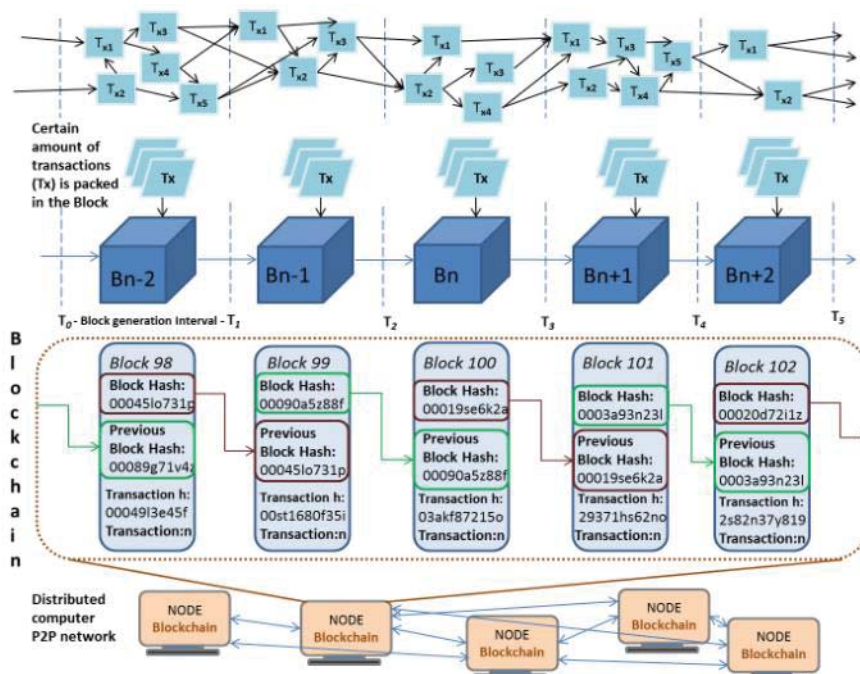 Tx1
Tx3
Tx4
Tx2
Tx5
Tx1
Tx3
Tx2
Tx1
Tx3
Tx2
Tx4
Tx1
Tx3
Tx5
Tx2
Tx4
Tx1
Tx2
Certain
amount of
transactions
(Tx) is packed
in the Block
Tx
Tx
Tx
Tx
Tx
Bn-2
Bn-1
Bn
Bn+1
Bn+2
T0 - Block generation Interval - T1
T2
T3
T4
T5
Blockchain
Block 98
Block Hash:
00045lo731p
Previous
Block Hash:
00089g71v4z
Transaction h:
00049l3e45f
Transaction:n
Block 99
Block Hash:
00090a5z88f
Previous
Block Hash:
00045lo731p
Transaction h:
00st1680f35i
Transaction:n
Block 100
Block Hash:
00019se6k2a
Previous
Block Hash:
00090a5z88f
Transaction h:
03akf87215o
Transaction:n
Block 101
Block Hash:
0003a93n23l
Previous
Block Hash:
00019se6k2a
Transaction h:
29371hs62no
Transaction:n
Block 102
Block Hash:
00020d72i1z
Previous
Block Hash:
0003a93n23l
Transaction h:
2s82n37y819
Transaction:n
Distributed
computer
P2P network
NODE
Blockchain
NODE
Blockchain
NODE
Blockchain
NODE
Blockchain
NODE
Blockchain